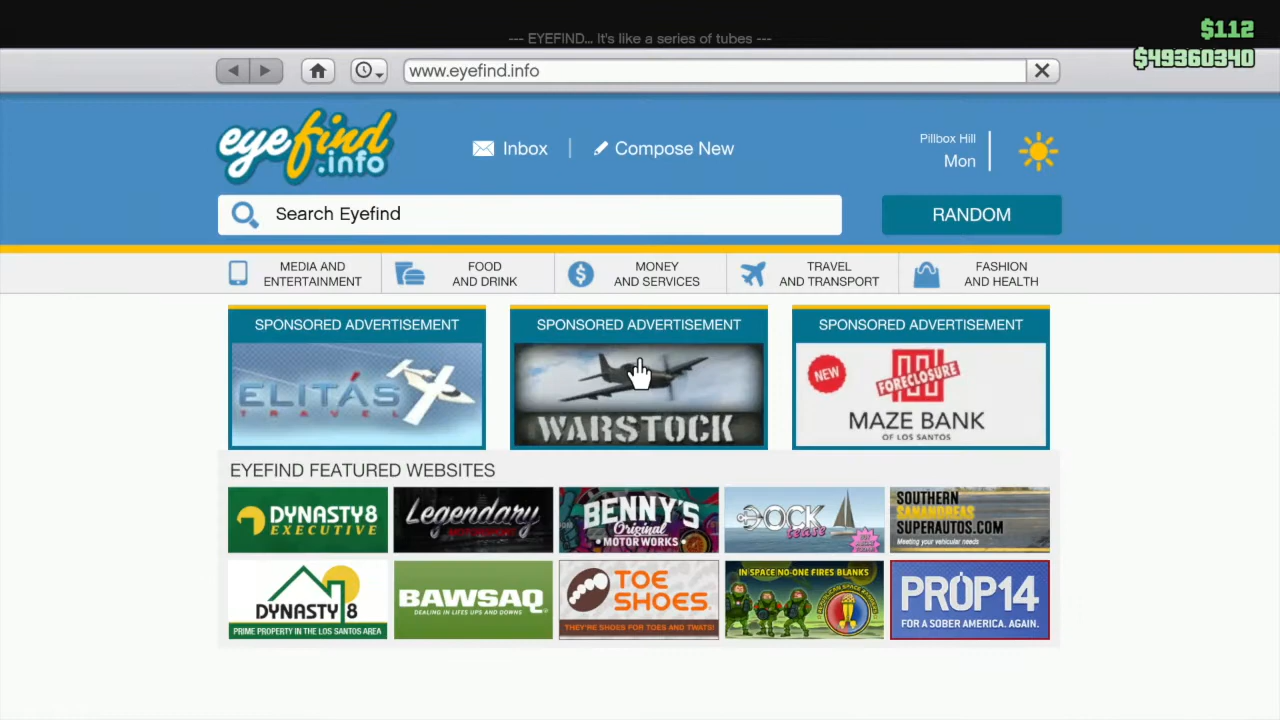 $112
--- EYEFIND... It's like a series of tubes ---
$49360340
www.eyefind.info
eyefind
.info
Inbox
Compose New
Pillbox Hill
Mon
Search Eyefind
RANDOM
MEDIA AND
ENTERTAINMENT
FOOD
AND DRINK
MONEY
AND SERVICES
TRAVEL
AND TRANSPORT
FASHION
AND HEALTH
SPONSORED ADVERTISEMENT
ELITÁS
TRAVEL
SPONSORED ADVERTISEMENT
WARSTOCK
SPONSORED ADVERTISEMENT
NEW
FORECLOSURE
MAZE BANK
OF LOS SANTOS
EYEFIND FEATURED WEBSITES
DYNASTY8
EXECUTIVE
Legendary
BENNY'S
Original
MOTOR WORKS
DOCK
tease
SOUTHERN
SANANDREAS
SUPERAUTOS.COM
Meeting your vehicular needs
DYNASTY 8
PRIME PROPERTY IN THE LOS SANTOS AREA
BAWSAQ
DEALING IN LIFES UPS AND DOWNS
TOE
SHOES
THEY'RE SHOES FOR TOES AND TWATS!
IN SPACE NO-ONE FIRES BLANKS
PROP14
FOR A SOBER AMERICA. AGAIN.